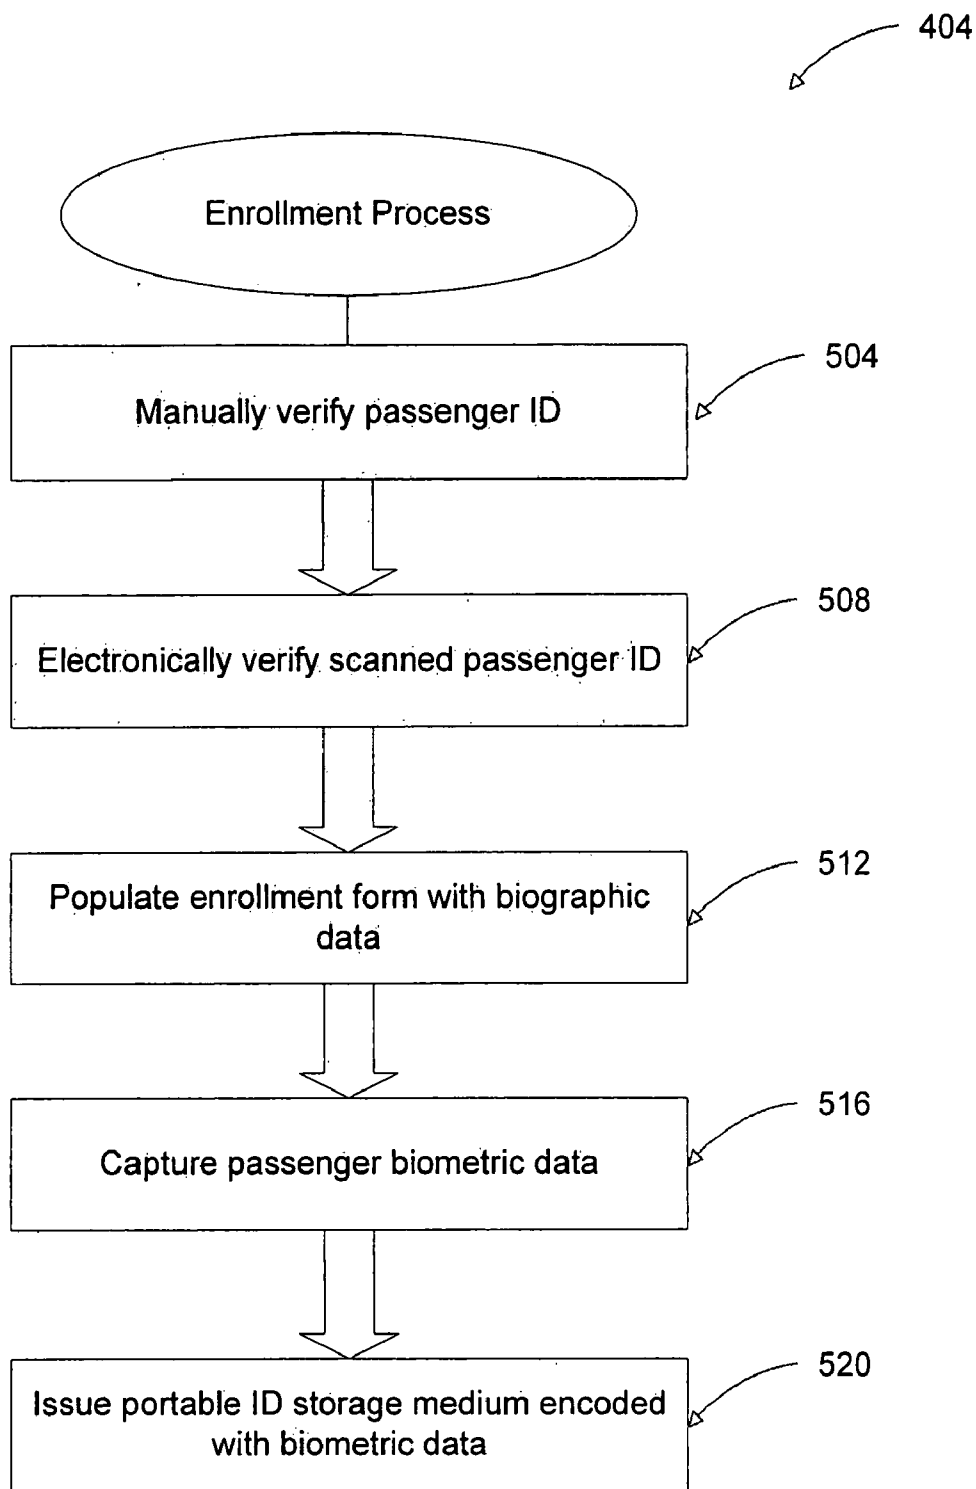 404
Enrollment Process
504
Manually verify passenger ID
508
Electronically verify scanned passenger ID
512
Populate enrollment form with biographic
data
516
Capture passenger biometric data
520
Issue portable ID storage medium encoded
with biometric data